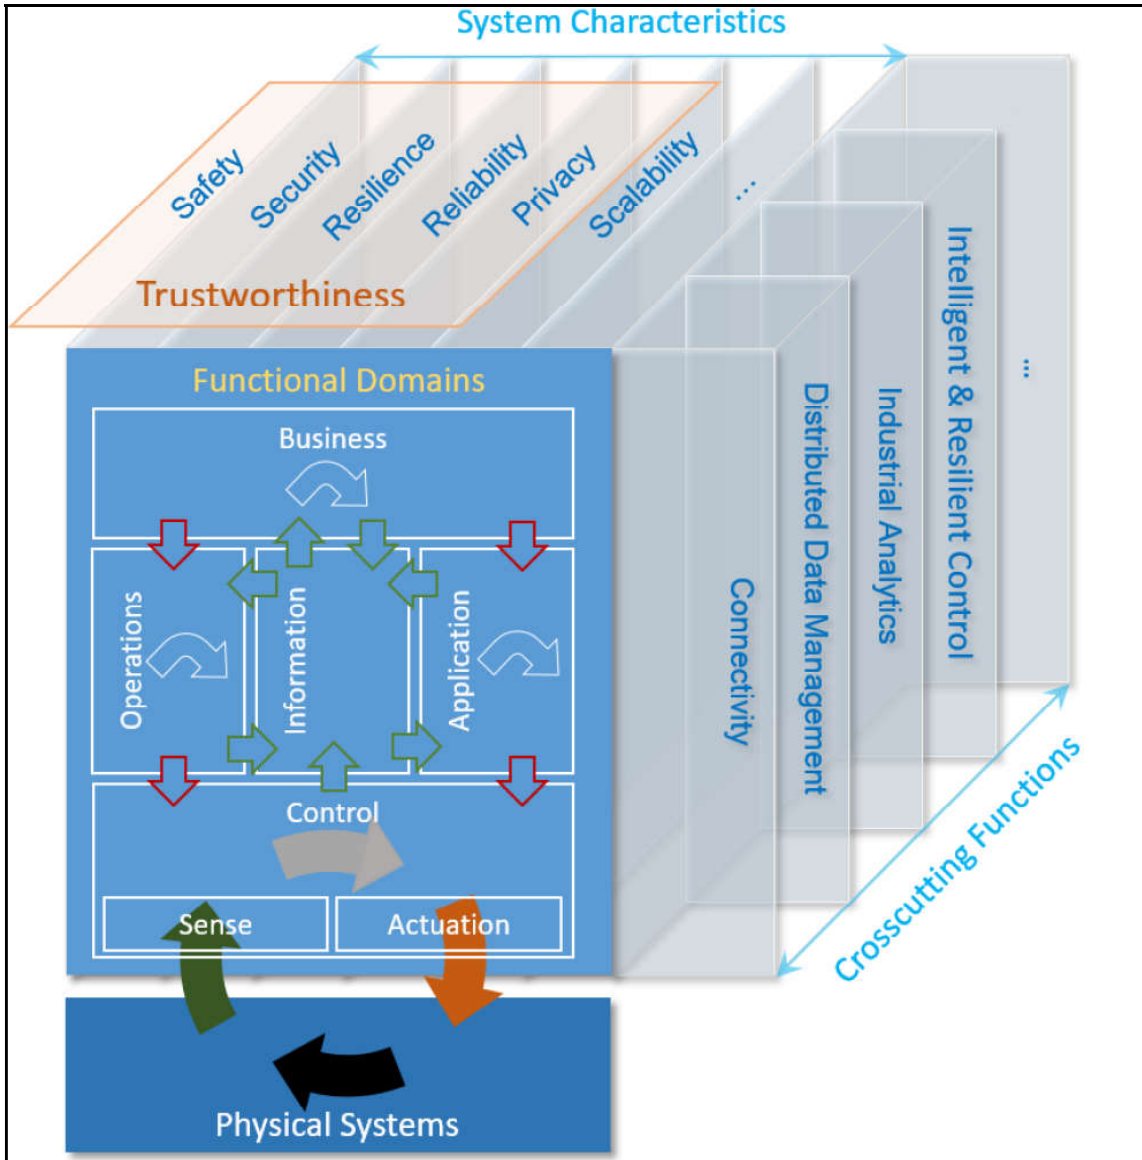 System Characteristics
Safety
Security
Resilience
Reliability
Privacy
Scalability
...
Trustworthiness
Functional Domains
Business
Operations
Information
Application
Control
Sense
Actuation
Physical Systems
Connectivity
Distributed Data Management
Industrial Analytics
Intelligent & Resilient Control
...
Crosscutting Functions